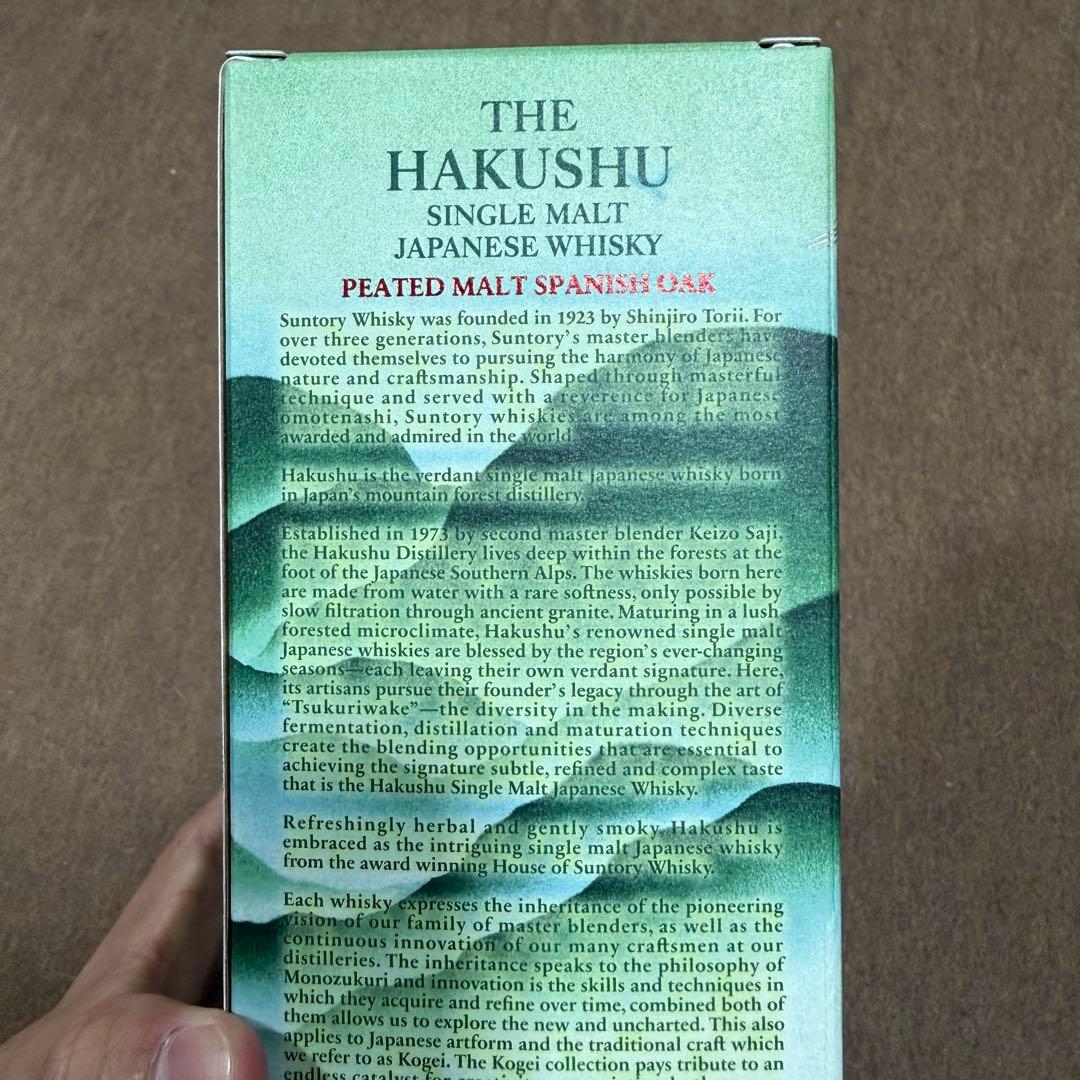 THE
HAKUSHU
SINGLE MALT
JAPANESE WHISKY
PEATED MALT SPANISH OAK
Suntory Whisky was founded in 1923 by Shinjiro Torii. For
over three generations, Suntory's master blenders have
devoted themselves to pursuing the harmony of Japanese
nature and craftsmanship. Shaped through masterful
technique and served with a reverence for Japanese
omotenashi, Suntory whiskies are among the most
awarded and admired in the world.
Hakushu is the verdant single malt Japanese whisky born
in Japan's mountain forest distillery.
Established in 1973 by second master blender Keizo Saji,
the Hakushu Distillery lives deep within the forests at the
foot of the Japanese Southern Alps. The whiskies born here
are made from water with a rare softness, only possible by
slow filtration through ancient granite. Maturing in a lush,
forested microclimate, Hakushu's renowned single malt
Japanese whiskies are blessed by the region's ever-changing
seasons—each leaving their own verdant signature. Here,
its artisans pursue their founder's legacy through the art of
"Tsukuriwake"—the diversity in the making. Diverse
fermentation, distillation and maturation techniques
create the blending opportunities that are essential to
achieving the signature subtle, refined and complex taste
that is the Hakushu Single Malt Japanese Whisky.
Refreshingly herbal and gently smoky, Hakushu is
embraced as the intriguing single malt Japanese whisky
from the award winning House of Suntory Whisky.
Each whisky expresses the inheritance of the pioneering
vision of our family of master blenders, as well as the
continuous innovation of our many craftsmen at our
distilleries. The inheritance speaks to the philosophy of
Monozukuri and innovation is the skills and techniques in
which they acquire and refine over time, combined both of
them allows us to explore the new and uncharted. This also
applies to Japanese artform and the traditional craft which
we refer to as Kogei. The Kogei collection pays tribute to an
endless catalyst for